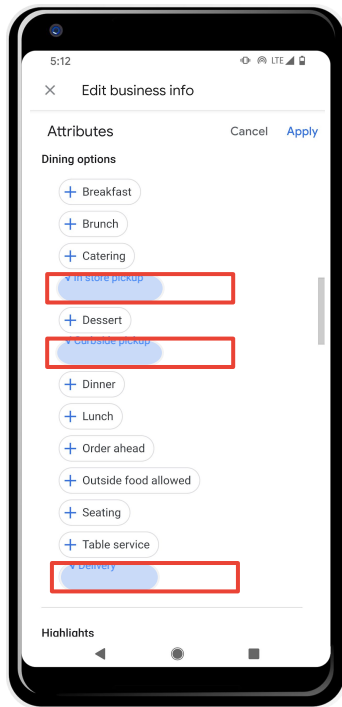 5:12
LTE
Edit business info
Attributes Cancel Apply
Dining options
+ Breakfast
+ Brunch
+ Catering
√ In store pickup
+ Dessert
√ Curbside pickup
+ Dinner
+ Lunch
+ Order ahead
+ Outside food allowed
+ Seating
+ Table service
√ Delivery
Highlights